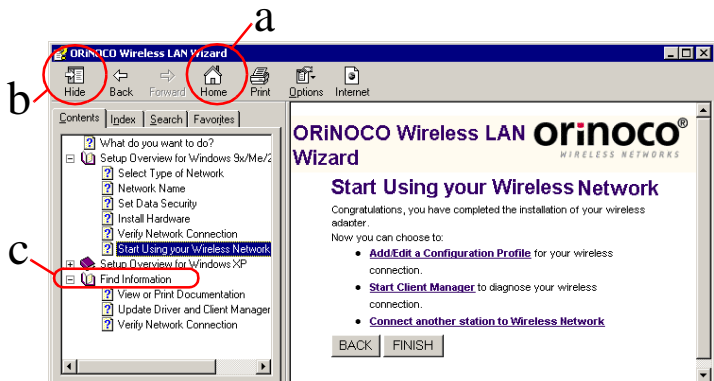 a
ORiNOCO Wireless LAN Wizard
b
Hide Back Forward Home Print Options Internet
Contents Index Search Favorites
What do you want to do?
Setup Overview for Windows 9x/Me/2
Select Type of Network
Network Name
Set Data Security
Install Hardware
Verify Network Connection
Start Using your Wireless Network
c
Setup Overview for Windows XP
Find Information
View or Print Documentation
Update Driver and Client Manager
Verify Network Connection
ORiNOCO Wireless LAN
Wizard
orinoco®
WIRELESS NETWORKS
Start Using your Wireless Network
Congratulations, you have completed the installation of your wireless
adapter.
Now you can choose to:
• Add/Edit a Configuration Profile for your wireless
connection.
• Start Client Manager to diagnose your wireless
connection.
• Connect another station to Wireless Network
BACK FINISH